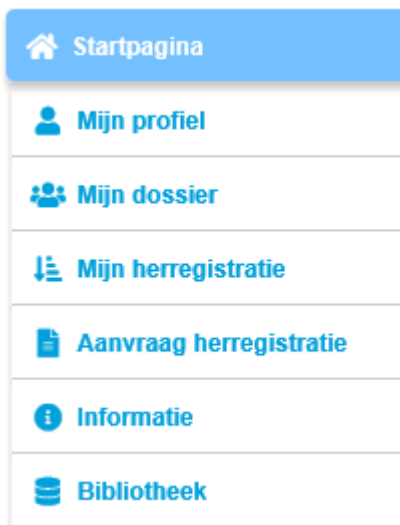 Startpagina
Mijn profiel
Mijn dossier
Mijn herregistratie
Aanvraag herregistratie
Informatie
Bibliotheek